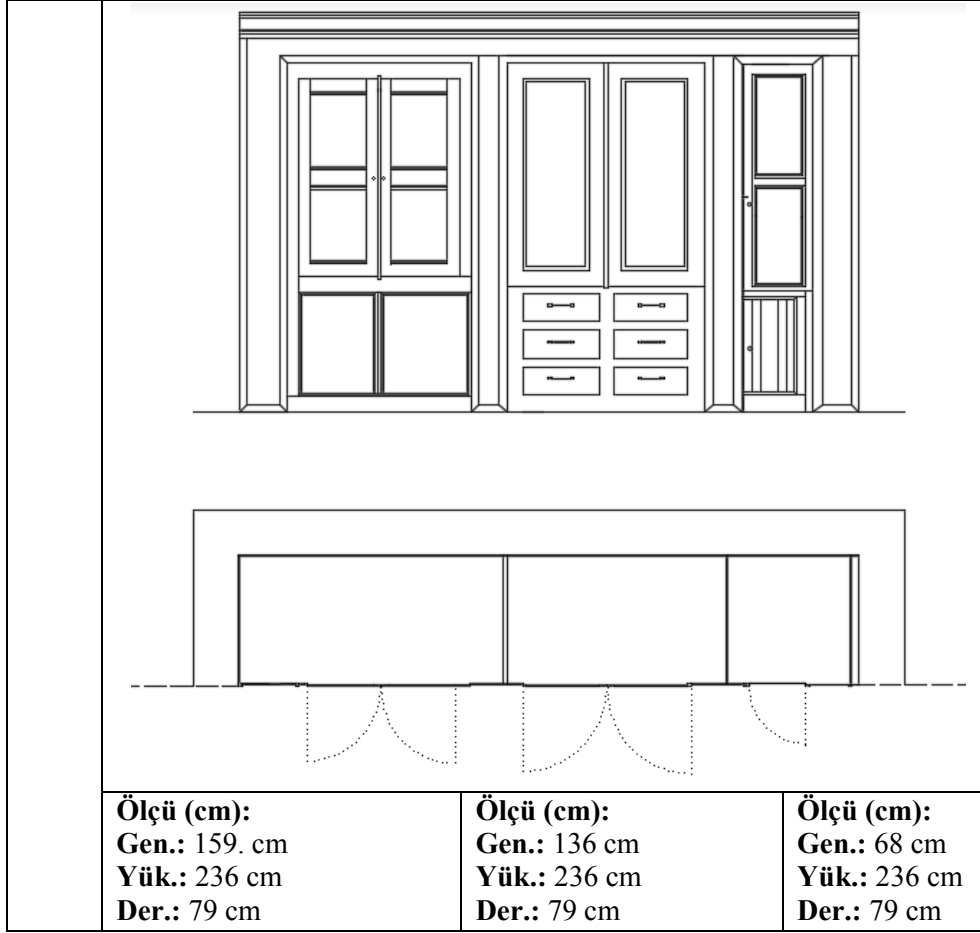 Ölçü (cm):
Gen.: 159. cm
Yük.: 236 cm
Der.: 79 cm
Ölçü (cm):
Gen.: 136 cm
Yük.: 236 cm
Der.: 79 cm
Ölçü (cm):
Gen.: 68 cm
Yük.: 236 cm
Der.: 79 cm